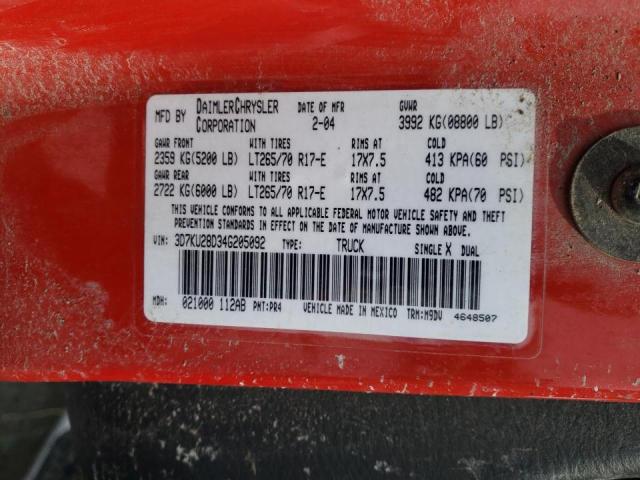 MFD BY DAIMLERCHRYSLER CORPORATION DATE OF MFR 2-04 GVWR 3992 KG(08800 LB)
GAWR FRONT WITH TIRES RIMS AT COLD
2359 KG(5200 LB) LT265/70 R17-E 17X7.5 413 KPA(60 PSI)
GAWR REAR WITH TIRES RIMS AT COLD
2722 KG(6000 LB) LT265/70 R17-E 17X7.5 482 KPA(70 PSI)
THIS VEHICLE CONFORMS TO ALL APPLICABLE FEDERAL MOTOR VEHICLE SAFETY AND THEFT
PREVENTION STANDARDS IN EFFECT ON THE DATE OF MANUFACTURE SHOWN ABOVE.
VIN: 3D7KU28D34G205092 TYPE: TRUCK SINGLE X DUAL
MDH: 021000 112AB PNT:PR4 VEHICLE MADE IN MEXICO TRM:M9DV 4648507